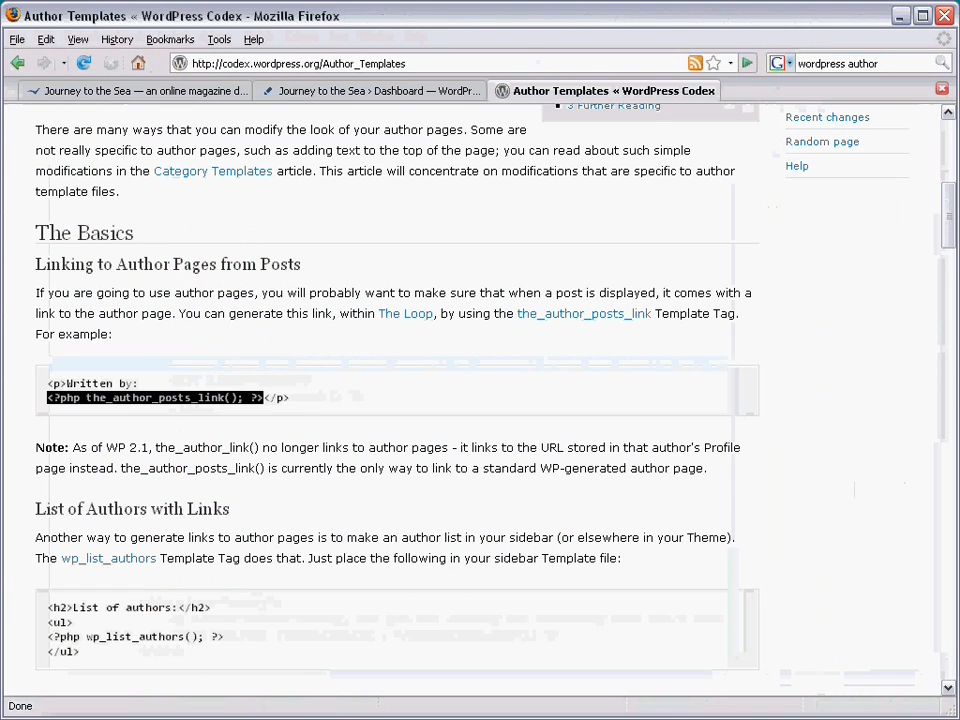 Author Templates « WordPress Codex - Mozilla Firefox
File Edit View History Bookmarks Tools Help
http://codex.wordpress.org/Author_Templates
wordpress author
Journey to the Sea — an online magazine d...
Journey to the Sea › Dashboard — WordPr...
Author Templates « WordPress Codex
3 Further Reading
Recent changes
Random page
Help
There are many ways that you can modify the look of your author pages. Some are
not really specific to author pages, such as adding text to the top of the page; you can read about such simple
modifications in the Category Templates article. This article will concentrate on modifications that are specific to author
template files.
The Basics
Linking to Author Pages from Posts
If you are going to use author pages, you will probably want to make sure that when a post is displayed, it comes with a
link to the author page. You can generate this link, within The Loop, by using the the_author_posts_link Template Tag.
For example:
<p>Written by:
<?php the_author_posts_link(); ?></p>
Note: As of WP 2.1, the_author_link() no longer links to author pages - it links to the URL stored in that author's Profile
page instead. the_author_posts_link() is currently the only way to link to a standard WP-generated author page.
List of Authors with Links
Another way to generate links to author pages is to make an author list in your sidebar (or elsewhere in your Theme).
The wp_list_authors Template Tag does that. Just place the following in your sidebar Template file:
<h2>List of authors:</h2>
<ul>
<?php wp_list_authors(); ?>
</ul>
Done